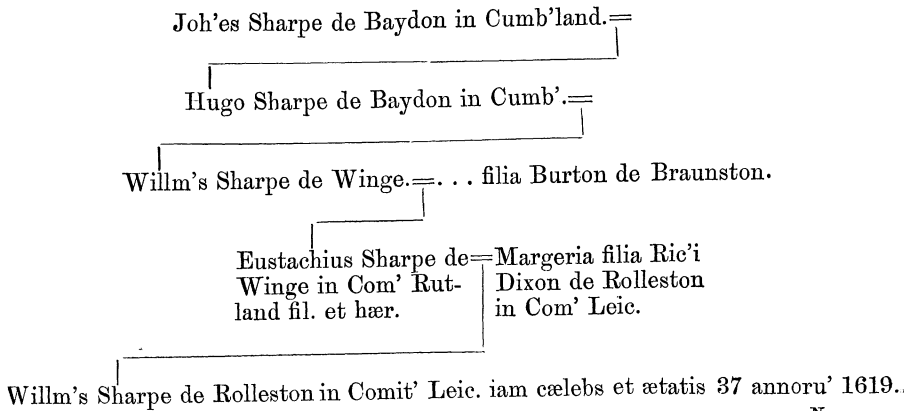 Joh'es Sharpe de Baydon in Cumb'land.=
Hugo Sharpe de Baydon in Cumb'.=
Willm's Sharpe de Winge.=. . . filia Burton de Braunston.
Eustachius Sharpe de=Margeria filia Ric'i
Winge in Com' Rut- Dixon de Rolleston
land fil. et hær. in Com' Leic.
Willm's Sharpe de Rolleston in Comit' Leic. iam cælebs et ætatis 37 annoru' 1619.